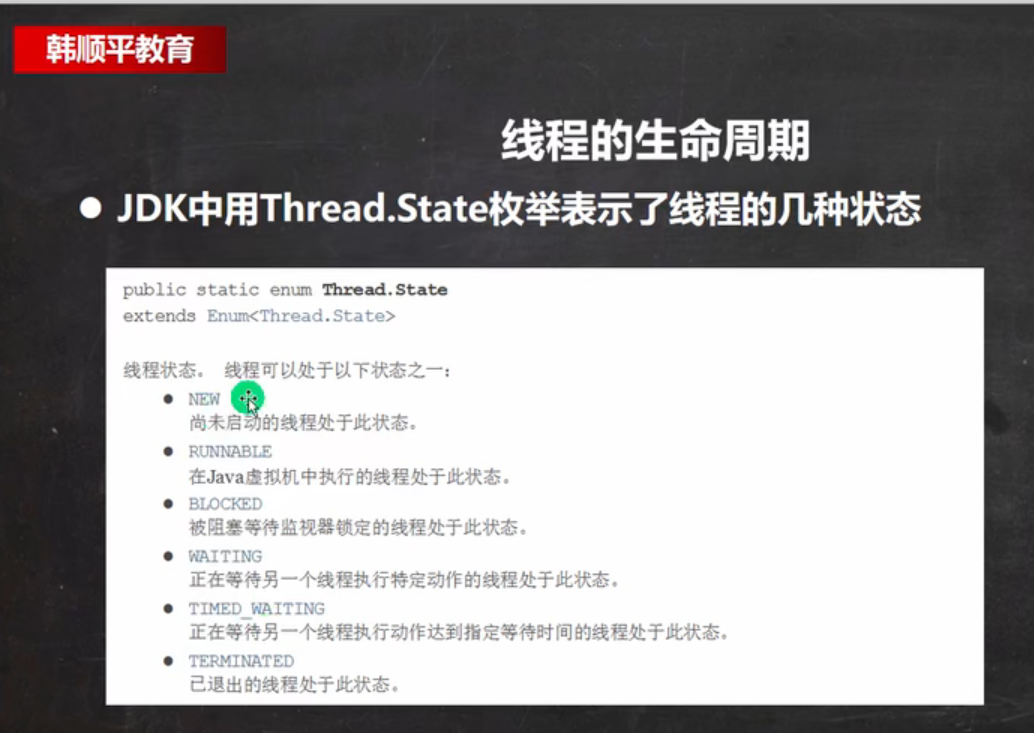 韩顺平教育
线程的生命周期
● JDK中用Thread.State枚举表示了线程的几种状态
public static enum Thread.State
extends Enum<Thread.State>
线程状态。 线程可以处于以下状态之一:
● NEW
尚未启动的线程处于此状态。
● RUNNABLE
在Java虚拟机中执行的线程处于此状态。
● BLOCKED
被阻塞等待监视器锁定的线程处于此状态。
● WAITING
正在等待另一个线程执行特定动作的线程处于此状态。
● TIMED_WAITING
正在等待另一个线程执行动作达到指定等待时间的线程处于此状态。
● TERMINATED
已退出的线程处于此状态。